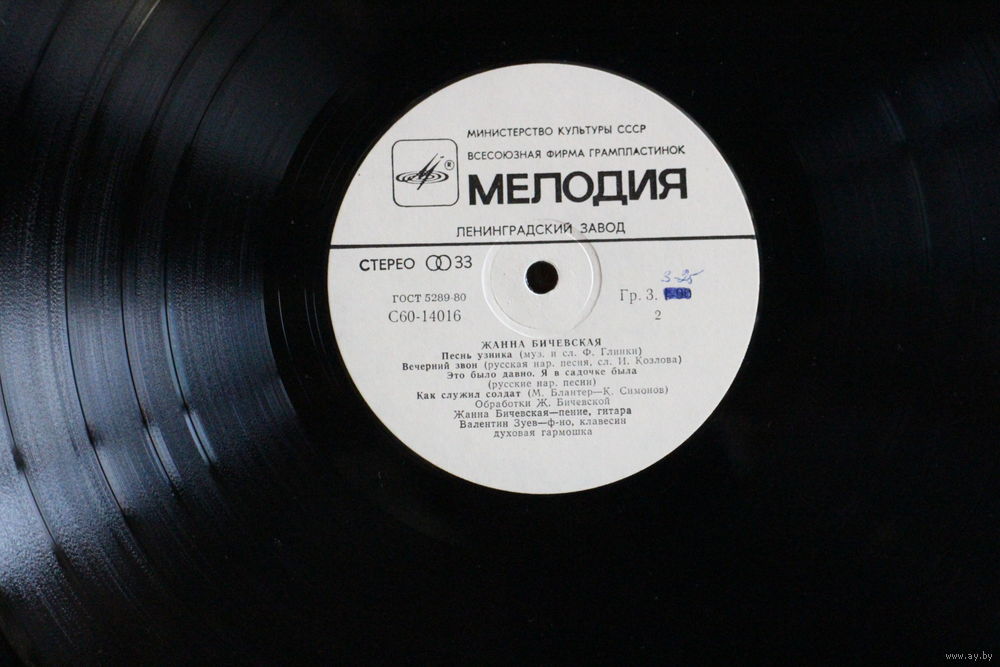 МИНИСТЕРСТВО КУЛЬТУРЫ СССР
ВСЕСОЮЗНАЯ ФИРМА ГРАМПЛАСТИНОК
®
МЕЛОДИЯ
ЛЕНИНГРАДСКИЙ ЗАВОД
СТЕРЕО 33
3-25
ГОСТ 5289-80
Гр. 3.
С60-14016
2
ЖАННА БИЧЕВСКАЯ
Песнь узника (муз. и сл. Ф. Глинки)
Вечерний звон (русская нар. песня, сл. И. Козлова)
Это было давно. Я в садочке была
(русские нар. песни)
Как служил солдат (М. Блантер—К. Симонов)
Обработки Ж. Бичевской
Жанна Бичевская—пение, гитара
Валентин Зуев—ф-но, клавесин
духовая гармошка
www.ay.by